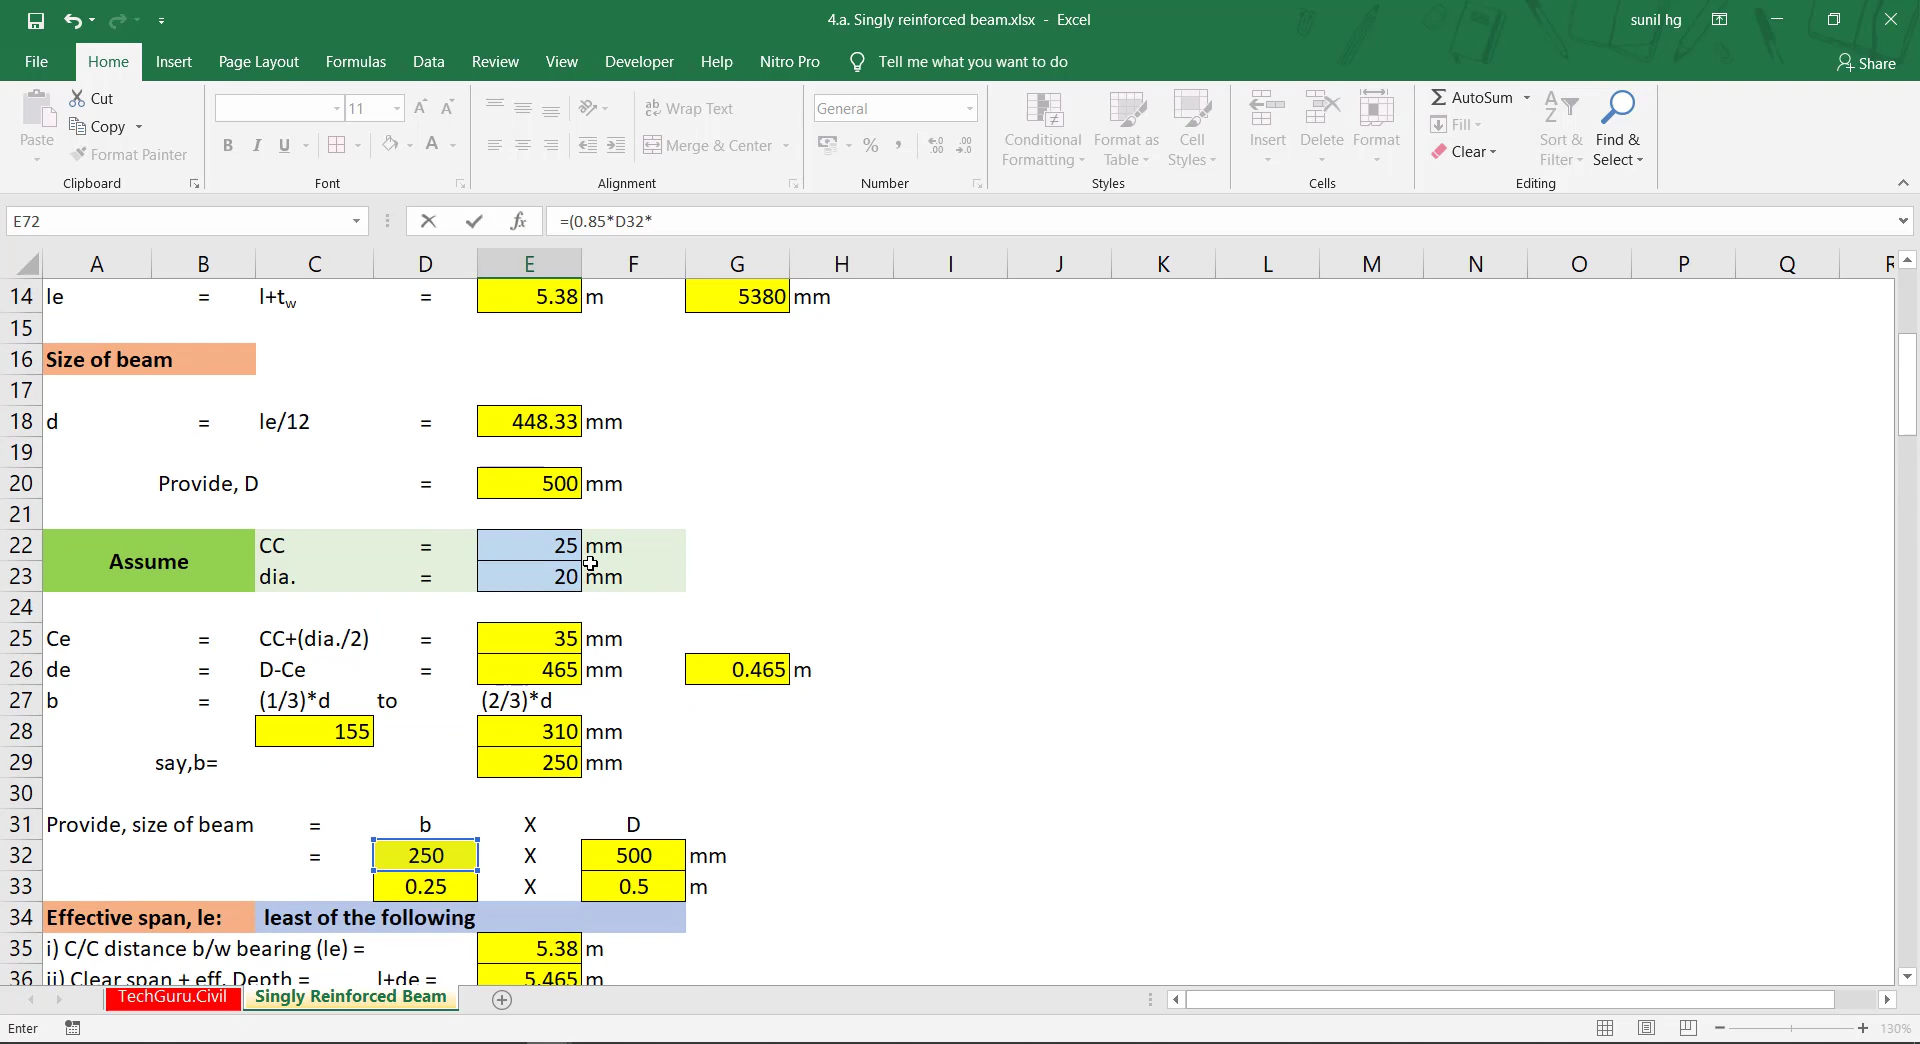 4.a. Singly reinforced beam.xlsx - Excel
sunil hg
File Home Insert Page Layout Formulas Data Review View Developer Help Nitro Pro Tell me what you want to do
Share
Paste
Cut
Copy
Format Painter
Clipboard
11
A A
B I U
A
Font
ab Wrap Text
Merge & Center
Alignment
General
% ,
Number
Conditional Formatting
Format as Table
Cell Styles
Styles
Insert
Delete
Format
Cells
AutoSum
Fill
Clear
Sort & Filter
Find & Select
Editing
E72 fx =(0.85*D32*
A B C D E F G H I J K L M N O P Q R
14 le = l+tw = 5.38 m 5380 mm
15
16 Size of beam
17
18 d = le/12 = 448.33 mm
19
20 Provide, D = 500 mm
21
22 Assume CC = 25 mm
23 dia. = 20 mm
24
25 Ce = CC+(dia./2) = 35 mm
26 de = D-Ce = 465 mm 0.465 m
27 b = (1/3)*d to (2/3)*d
28 155 310 mm
29 say,b= 250 mm
30
31 Provide, size of beam = b X D
32 = 250 X 500 mm
33 0.25 X 0.5 m
34 Effective span, le: least of the following
35 i) C/C distance b/w bearing (le) = 5.38 m
36 ii) Clear span + eff. Depth = l+de = 5.465 m
TechGuru.Civil Singly Reinforced Beam
Enter
130%